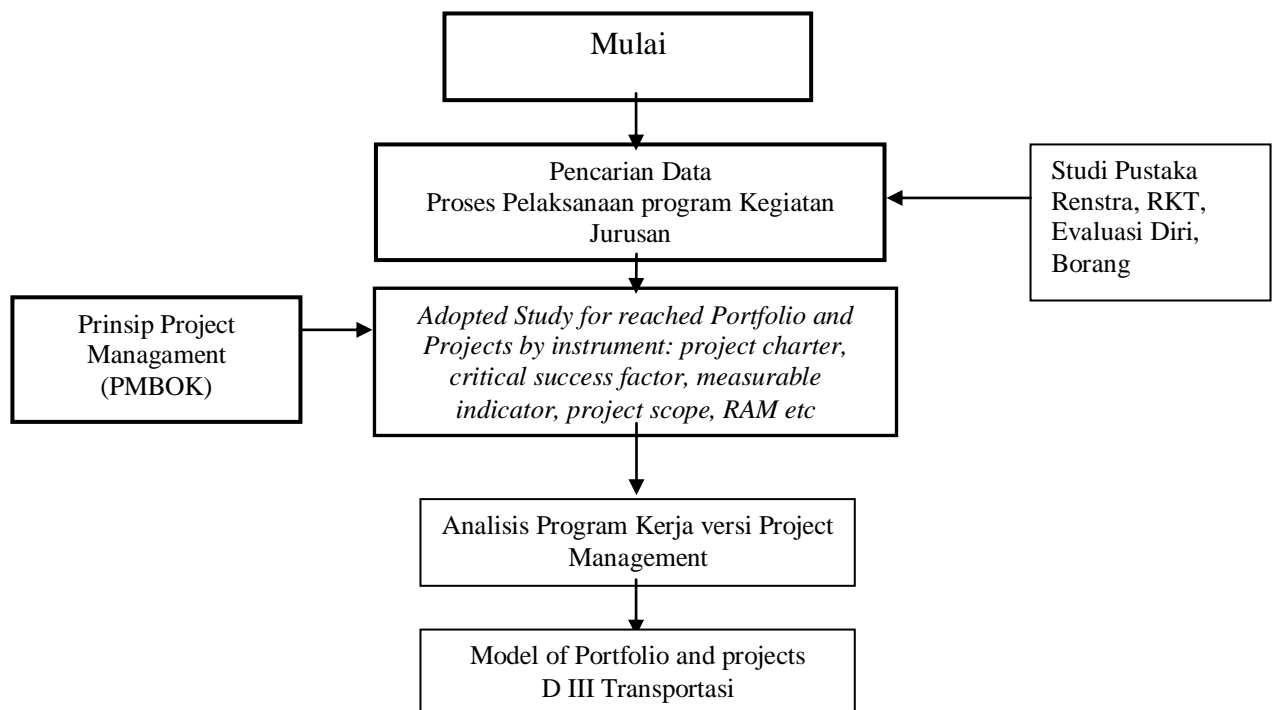 Mulai
Pencarian Data
Proses Pelaksanaan program Kegiatan
Jurusan
Studi Pustaka
Renstra, RKT,
Evaluasi Diri,
Borang
Prinsip Project
Managament
(PMBOK)
Adopted Study for reached Portfolio and
Projects by instrument: project charter,
critical success factor, measurable
indicator, project scope, RAM etc
Analisis Program Kerja versi Project
Management
Model of Portfolio and projects
D III Transportasi